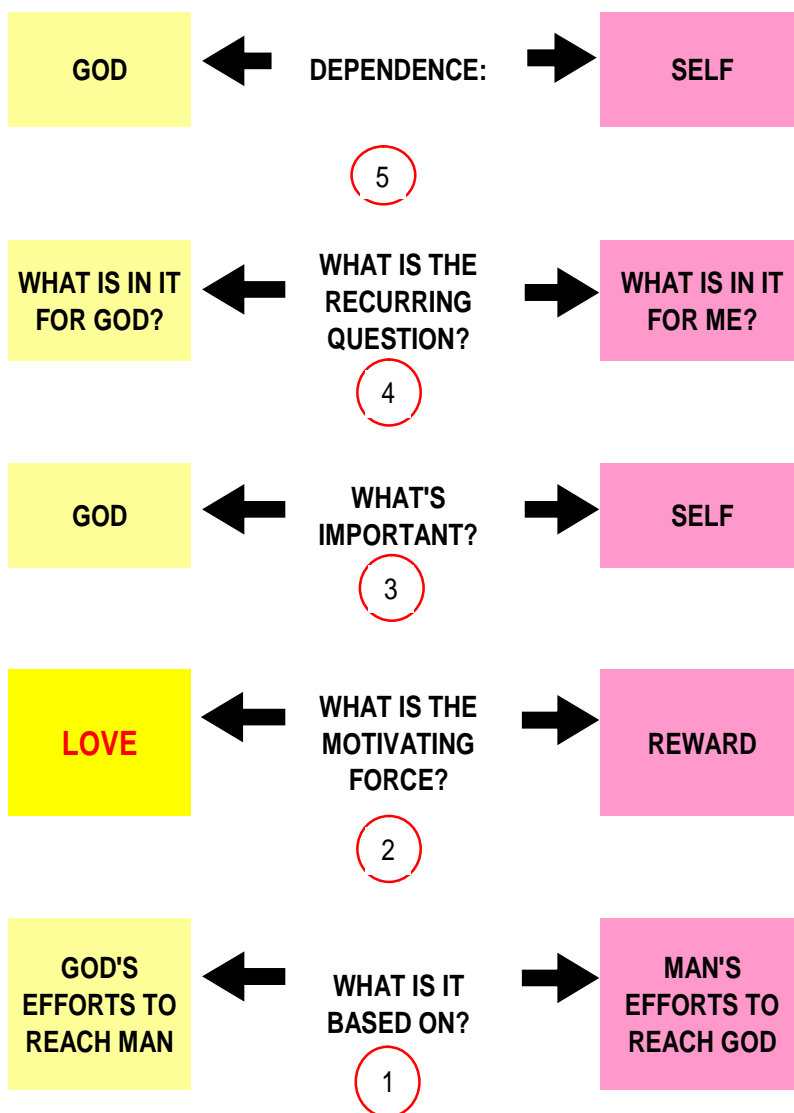 GOD
DEPENDENCE:
SELF
5
WHAT IS IN IT
FOR GOD?
WHAT IS THE
RECURRING
QUESTION?
WHAT IS IN IT
FOR ME?
4
GOD
WHAT'S
IMPORTANT?
SELF
3
LOVE
WHAT IS THE
MOTIVATING
FORCE?
REWARD
2
GOD'S
EFFORTS TO
REACH MAN
WHAT IS IT
BASED ON?
MAN'S
EFFORTS TO
REACH GOD
1